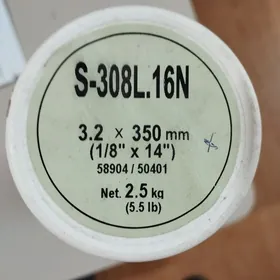 S-308L.16N
3.2 × 350 mm
(1/8" x 14")
58904 / 50401
Net. 2.5 kg
(5.5 lb)